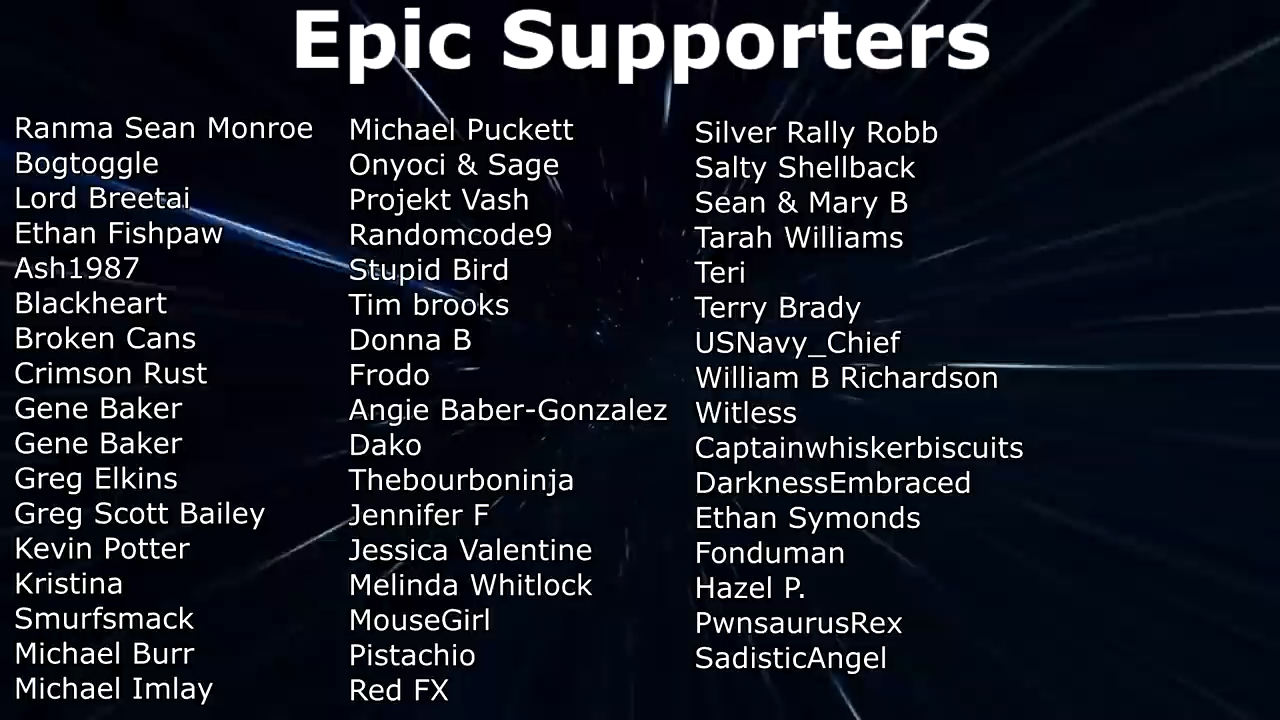 Epic Supporters
Ranma Sean Monroe
Bogtoggle
Lord Breetai
Ethan Fishpaw
Ash1987
Blackheart
Broken Cans
Crimson Rust
Gene Baker
Gene Baker
Greg Elkins
Greg Scott Bailey
Kevin Potter
Kristina
Smurfsmack
Michael Burr
Michael Imlay
Michael Puckett
Onyoci & Sage
Projekt Vash
Randomcode9
Stupid Bird
Tim brooks
Donna B
Frodo
Angie Baber-Gonzalez
Dako
Thebourboninja
Jennifer F
Jessica Valentine
Melinda Whitlock
MouseGirl
Pistachio
Red FX
Silver Rally Robb
Salty Shellback
Sean & Mary B
Tarah Williams
Teri
Terry Brady
USNavy_Chief
William B Richardson
Witless
Captainwhiskerbiscuits
DarknessEmbraced
Ethan Symonds
Fonduman
Hazel P.
PwnsaurusRex
SadisticAngel